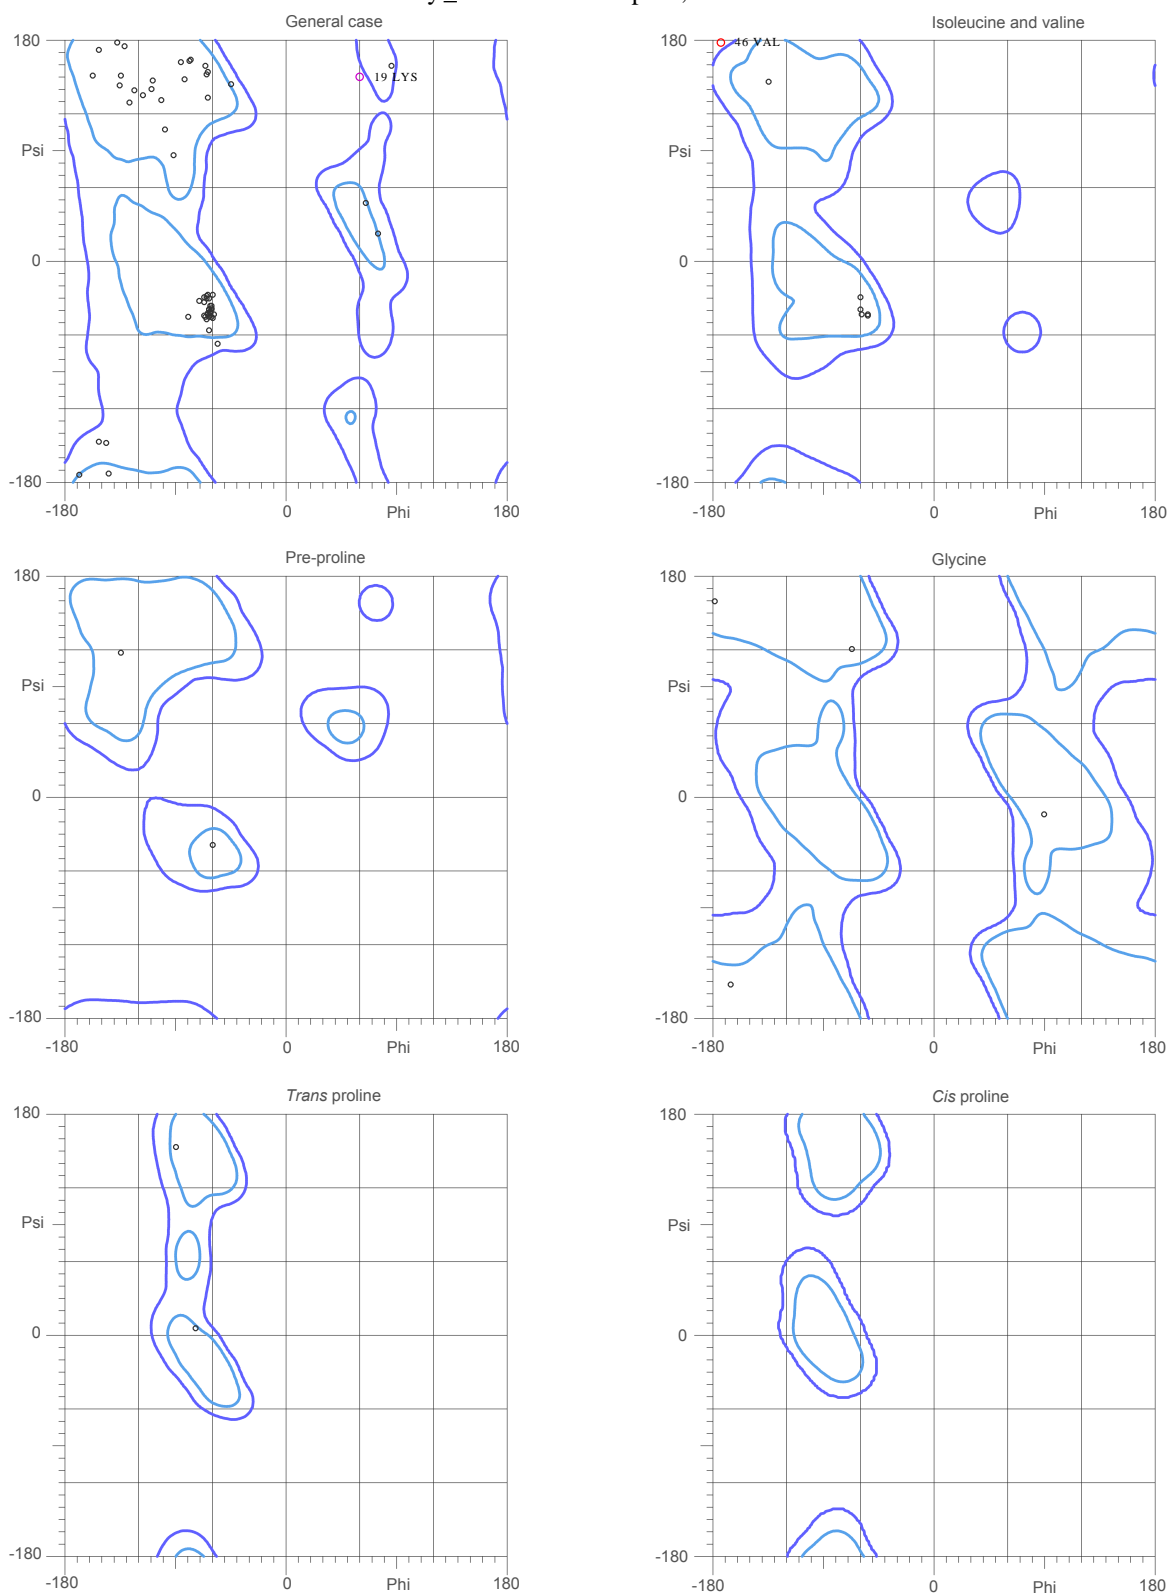 General case
180
Psi
0
-180
-180
0
Phi
180
19 LYS
Isoleucine and valine
180
Psi
0
-180
-180
0
Phi
180
46 VAL
Pre-proline
180
Psi
0
-180
-180
0
Phi
180
Glycine
180
Psi
0
-180
-180
0
Phi
180
Trans proline
180
Psi
0
-180
-180
0
Phi
180
Cis proline
180
Psi
0
-180
-180
0
Phi
180